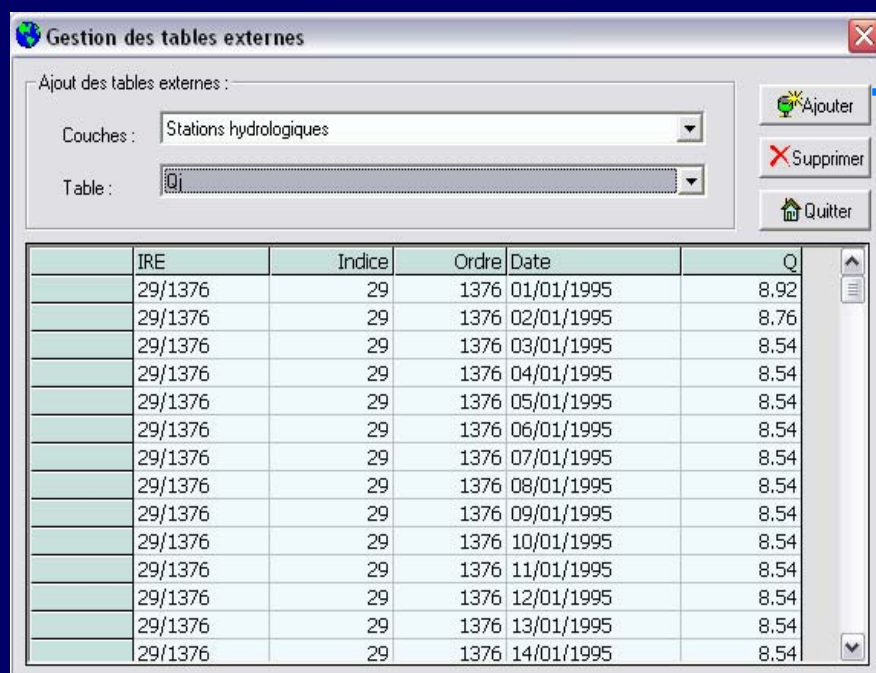 Gestion des tables externes
Ajout des tables externes :
Couches : Stations hydrologiques
Table : Qj
Ajouter
Supprimer
Quitter
IRE Indice Ordre Date Q
29/1376 29 1376 01/01/1995 8.92
29/1376 29 1376 02/01/1995 8.76
29/1376 29 1376 03/01/1995 8.54
29/1376 29 1376 04/01/1995 8.54
29/1376 29 1376 05/01/1995 8.54
29/1376 29 1376 06/01/1995 8.54
29/1376 29 1376 07/01/1995 8.54
29/1376 29 1376 08/01/1995 8.54
29/1376 29 1376 09/01/1995 8.54
29/1376 29 1376 10/01/1995 8.54
29/1376 29 1376 11/01/1995 8.54
29/1376 29 1376 12/01/1995 8.54
29/1376 29 1376 13/01/1995 8.54
29/1376 29 1376 14/01/1995 8.54